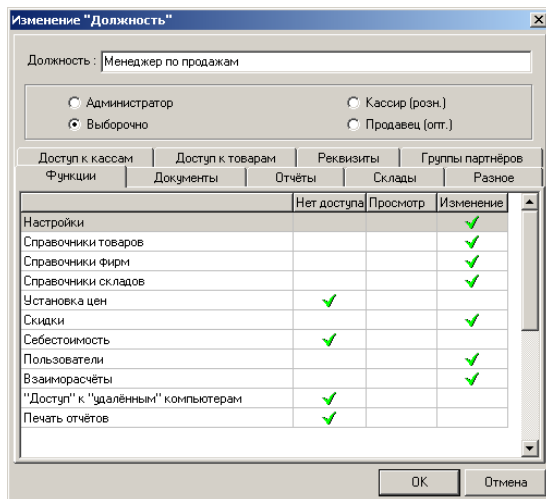 Изменение "Должность"
Должность : Менеджер по продажам
Администратор
Кассир (розн.)
Выборочно
Продавец (опт.)
Доступ к кассам
Доступ к товарам
Реквизиты
Группы партнёров
Функции
Документы
Отчёты
Склады
Разное
Нет доступа Просмотр Изменение
Настройки
Справочники товаров
Справочники фирм
Справочники складов
Установка цен
Скидки
Себестоимость
Пользователи
Взаиморасчёты
"Доступ" к "удалённым" компьютерам
Печать отчётов
OK
Отмена